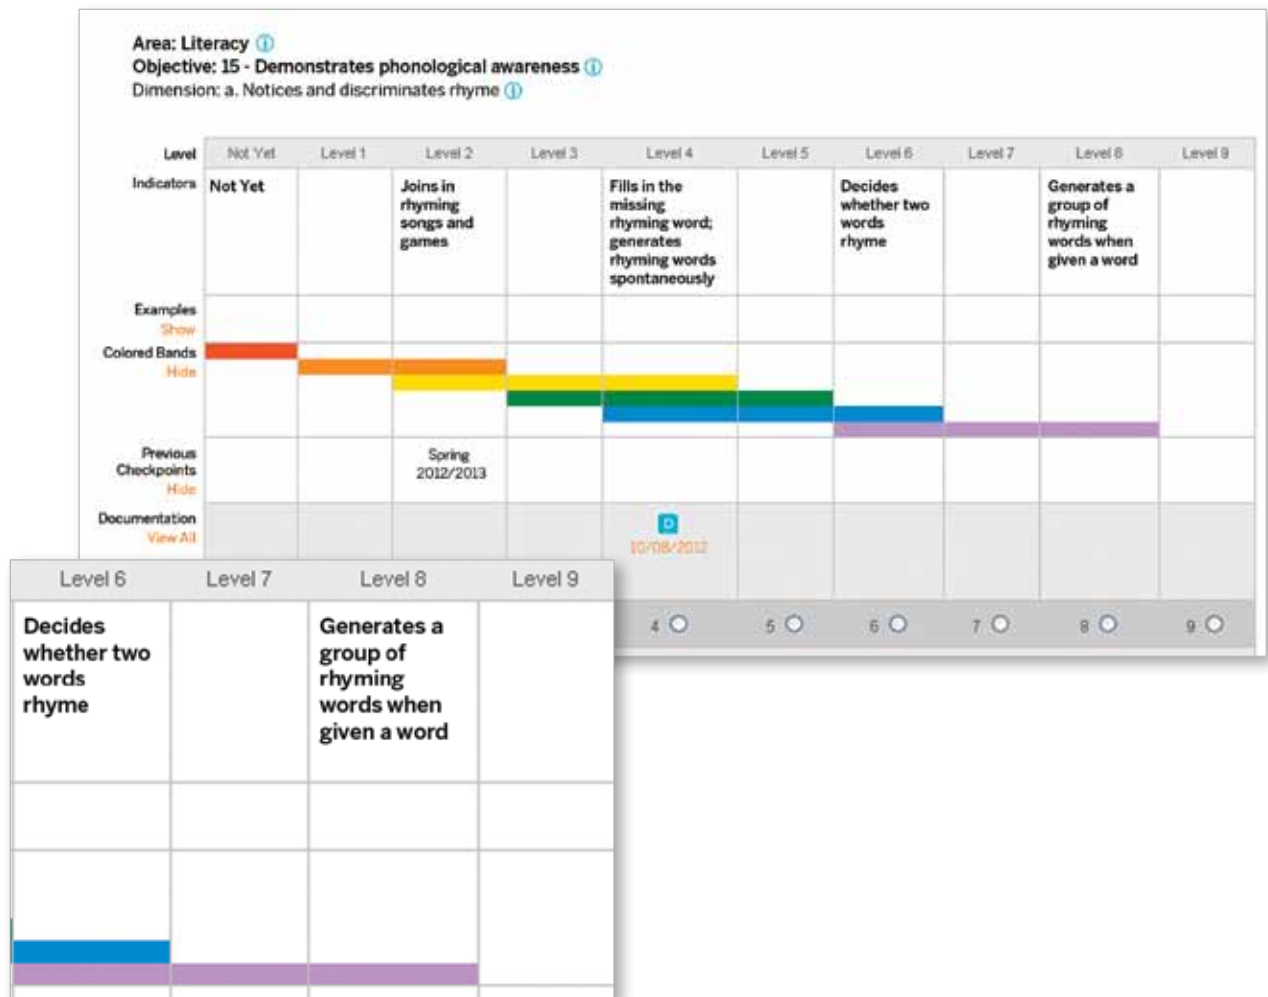 Area: Literacy ⓘ
Objective: 15 - Demonstrates phonological awareness ⓘ
Dimension: a. Notices and discriminates rhyme ⓘ
Level Not Yet Level 1 Level 2 Level 3 Level 4 Level 5 Level 6 Level 7 Level 8 Level 9
Indicators
Not Yet
Joins in
rhyming
songs and
games
Fills in the
missing
rhyming word;
generates
rhyming words
spontaneously
Decides
whether two
words
rhyme
Generates a
group of
rhyming
words when
given a word
Examples
Show
Colored Bands
Hide
Previous
Checkpoints
Hide
Spring
2012/2013
Documentation
View All
D
10/08/2012
4 5 6 7 8 9
Level 6 Level 7 Level 8 Level 9
Decides
whether two
words
rhyme
Generates a
group of
rhyming
words when
given a word